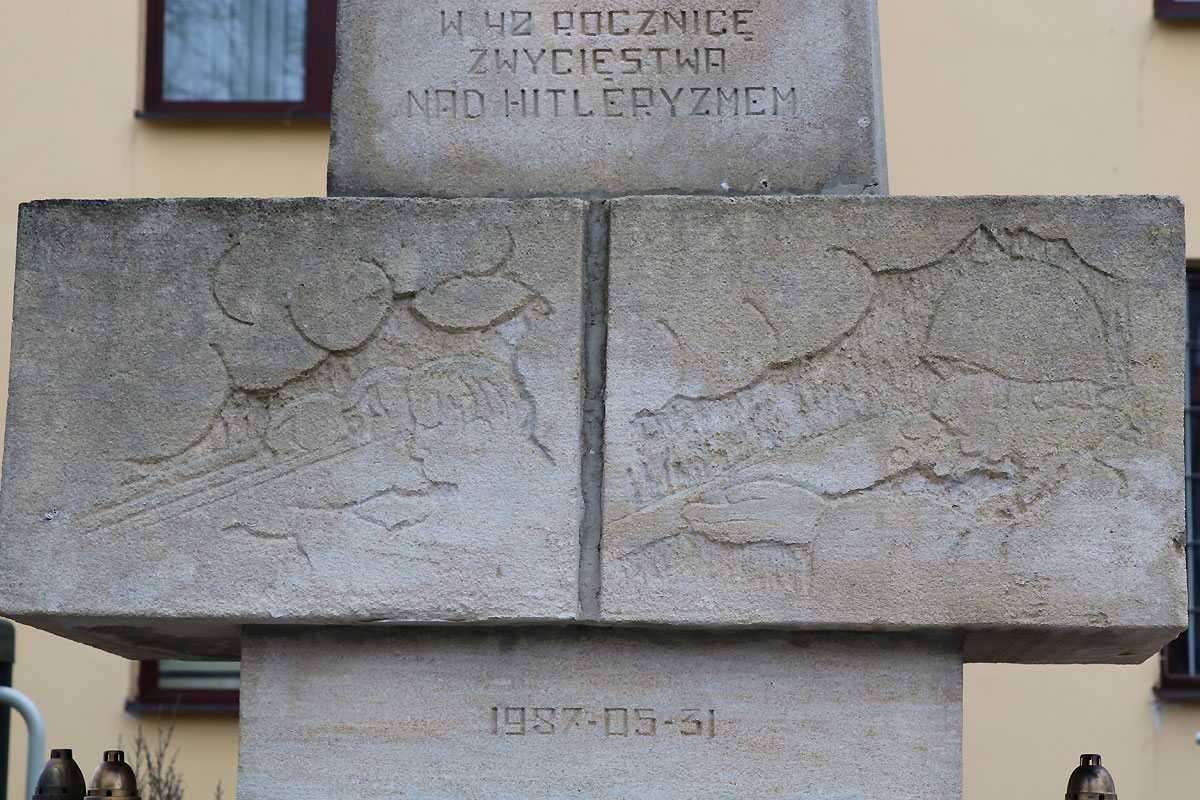 W 42 ROCZNICĘ
ZWYCIĘSTWA
NAD HITLERYZMEM
1987-05-31